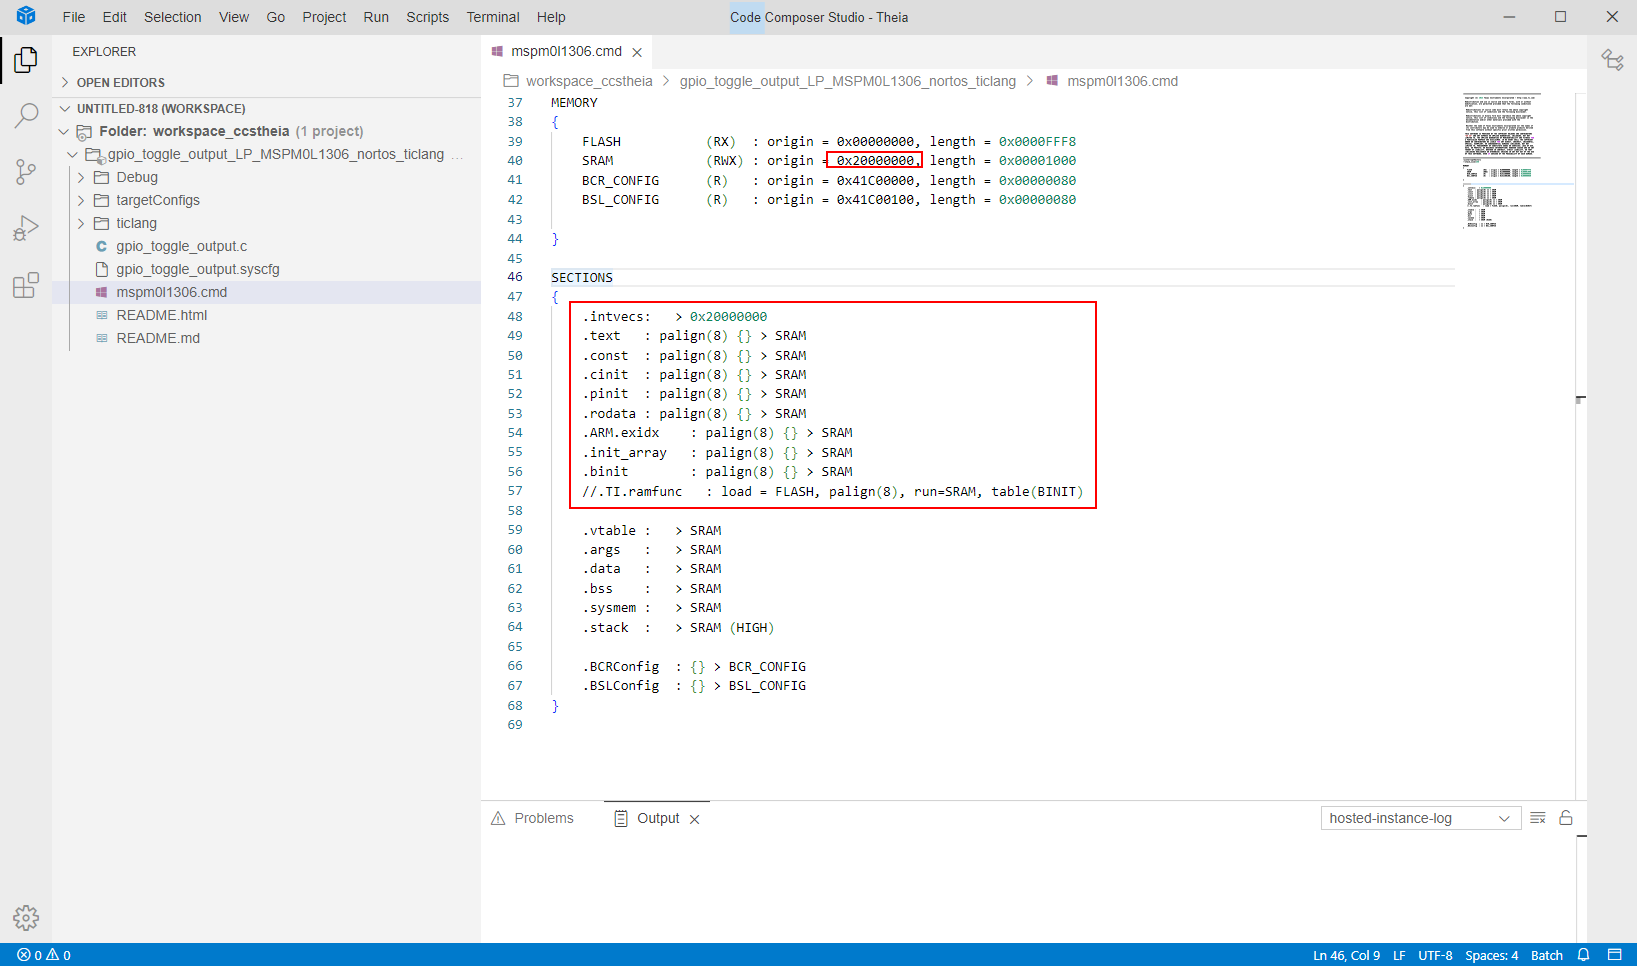 File Edit Selection View Go Project Run Scripts Terminal Help
Code Composer Studio - Theia
EXPLORER
OPEN EDITORS
UNTITLED-818 (WORKSPACE)
Folder: workspace_ccstheia (1 project)
gpio_toggle_output_LP_MSPM0L1306_nortos_ticlang ...
Debug
targetConfigs
ticlang
gpio_toggle_output.c
gpio_toggle_output.syscfg
mspm0l1306.cmd
README.html
README.md
mspm0l1306.cmd
workspace_ccstheia > gpio_toggle_output_LP_MSPM0L1306_nortos_ticlang > mspm0l1306.cmd
37 MEMORY
38 {
39 FLASH (RX) : origin = 0x00000000, length = 0x0000FFF8
40 SRAM (RWX) : origin = 0x20000000, length = 0x00001000
41 BCR_CONFIG (R) : origin = 0x41C00000, length = 0x00000080
42 BSL_CONFIG (R) : origin = 0x41C00100, length = 0x00000080
43
44 }
45
46 SECTIONS
47 {
48 .intvecs: > 0x20000000
49 .text : palign(8) {} > SRAM
50 .const : palign(8) {} > SRAM
51 .cinit : palign(8) {} > SRAM
52 .pinit : palign(8) {} > SRAM
53 .rodata : palign(8) {} > SRAM
54 .ARM.exidx : palign(8) {} > SRAM
55 .init_array : palign(8) {} > SRAM
56 .binit : palign(8) {} > SRAM
57 //.TI.ramfunc : load = FLASH, palign(8), run=SRAM, table(BINIT)
58
59 .vtable : > SRAM
60 .args : > SRAM
61 .data : > SRAM
62 .bss : > SRAM
63 .sysmem : > SRAM
64 .stack : > SRAM (HIGH)
65
66 .BCRConfig : {} > BCR_CONFIG
67 .BSLConfig : {} > BSL_CONFIG
68 }
69
Problems Output
hosted-instance-log
0 0
Ln 46, Col 9 LF UTF-8 Spaces: 4 Batch